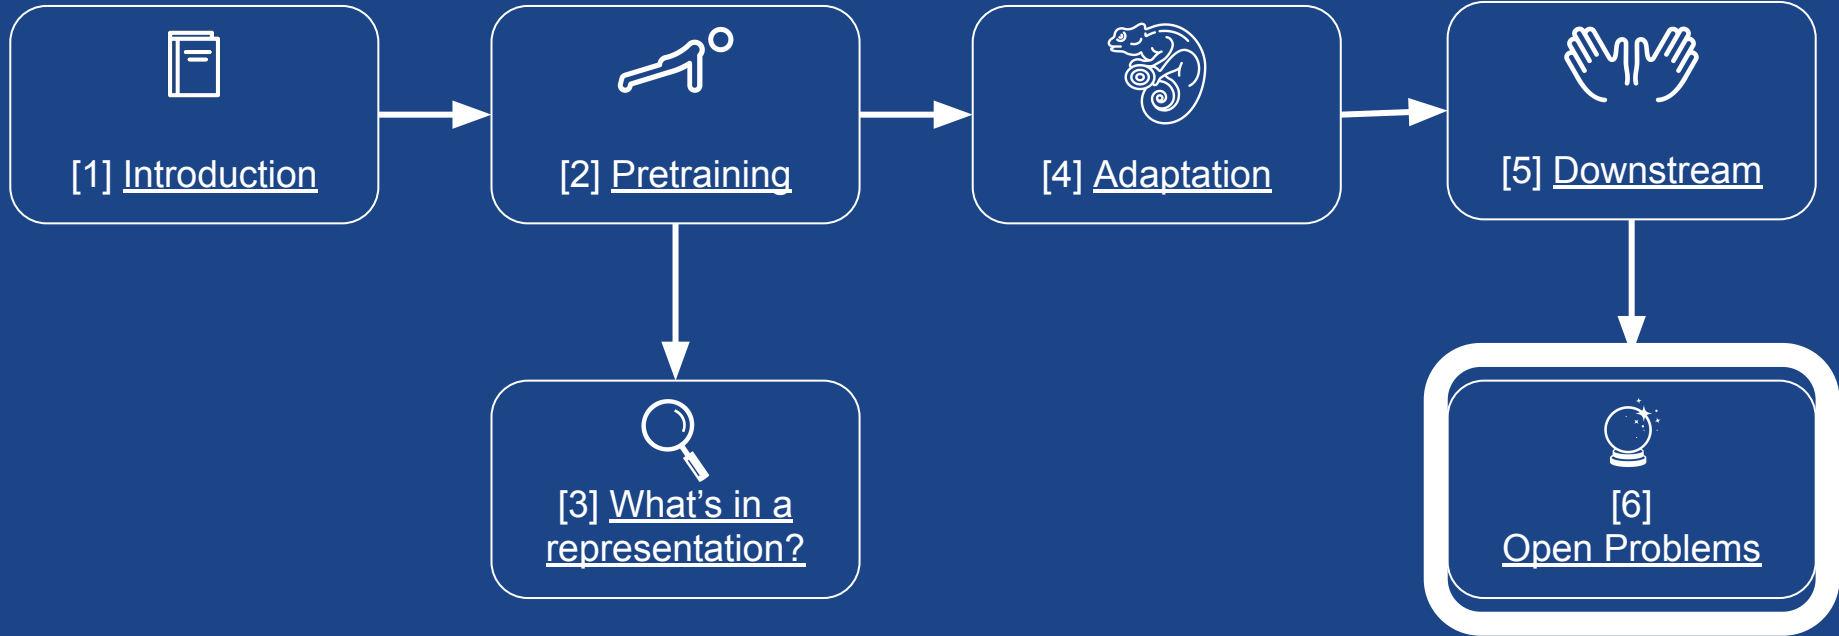 [1] Introduction
[2] Pretraining
[4] Adaptation
[5] Downstream
[3] What’s in a
representation?
[6]
Open Problems